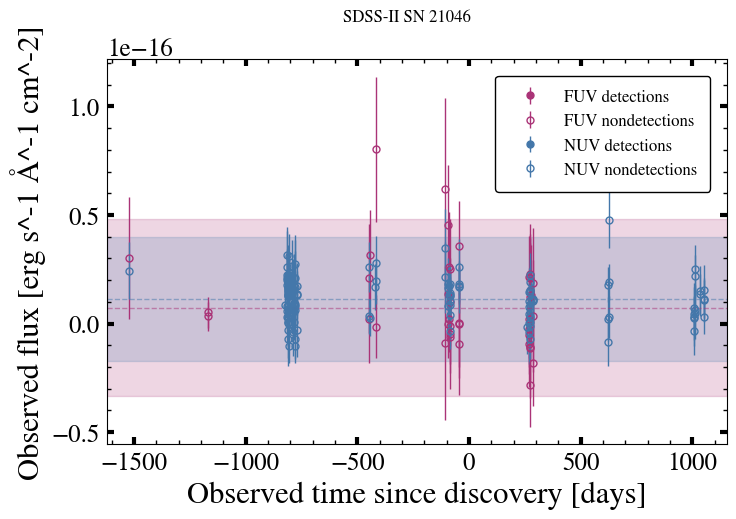 SDSS-II SN 21046
1e−16
FUV detections
FUV nondetections
NUV detections
NUV nondetections
1.0
0.5
0.0
−0.5
Observed flux [erg s^-1 Å^-1 cm^-2]
−1500 −1000 −500 0 500 1000
Observed time since discovery [days]